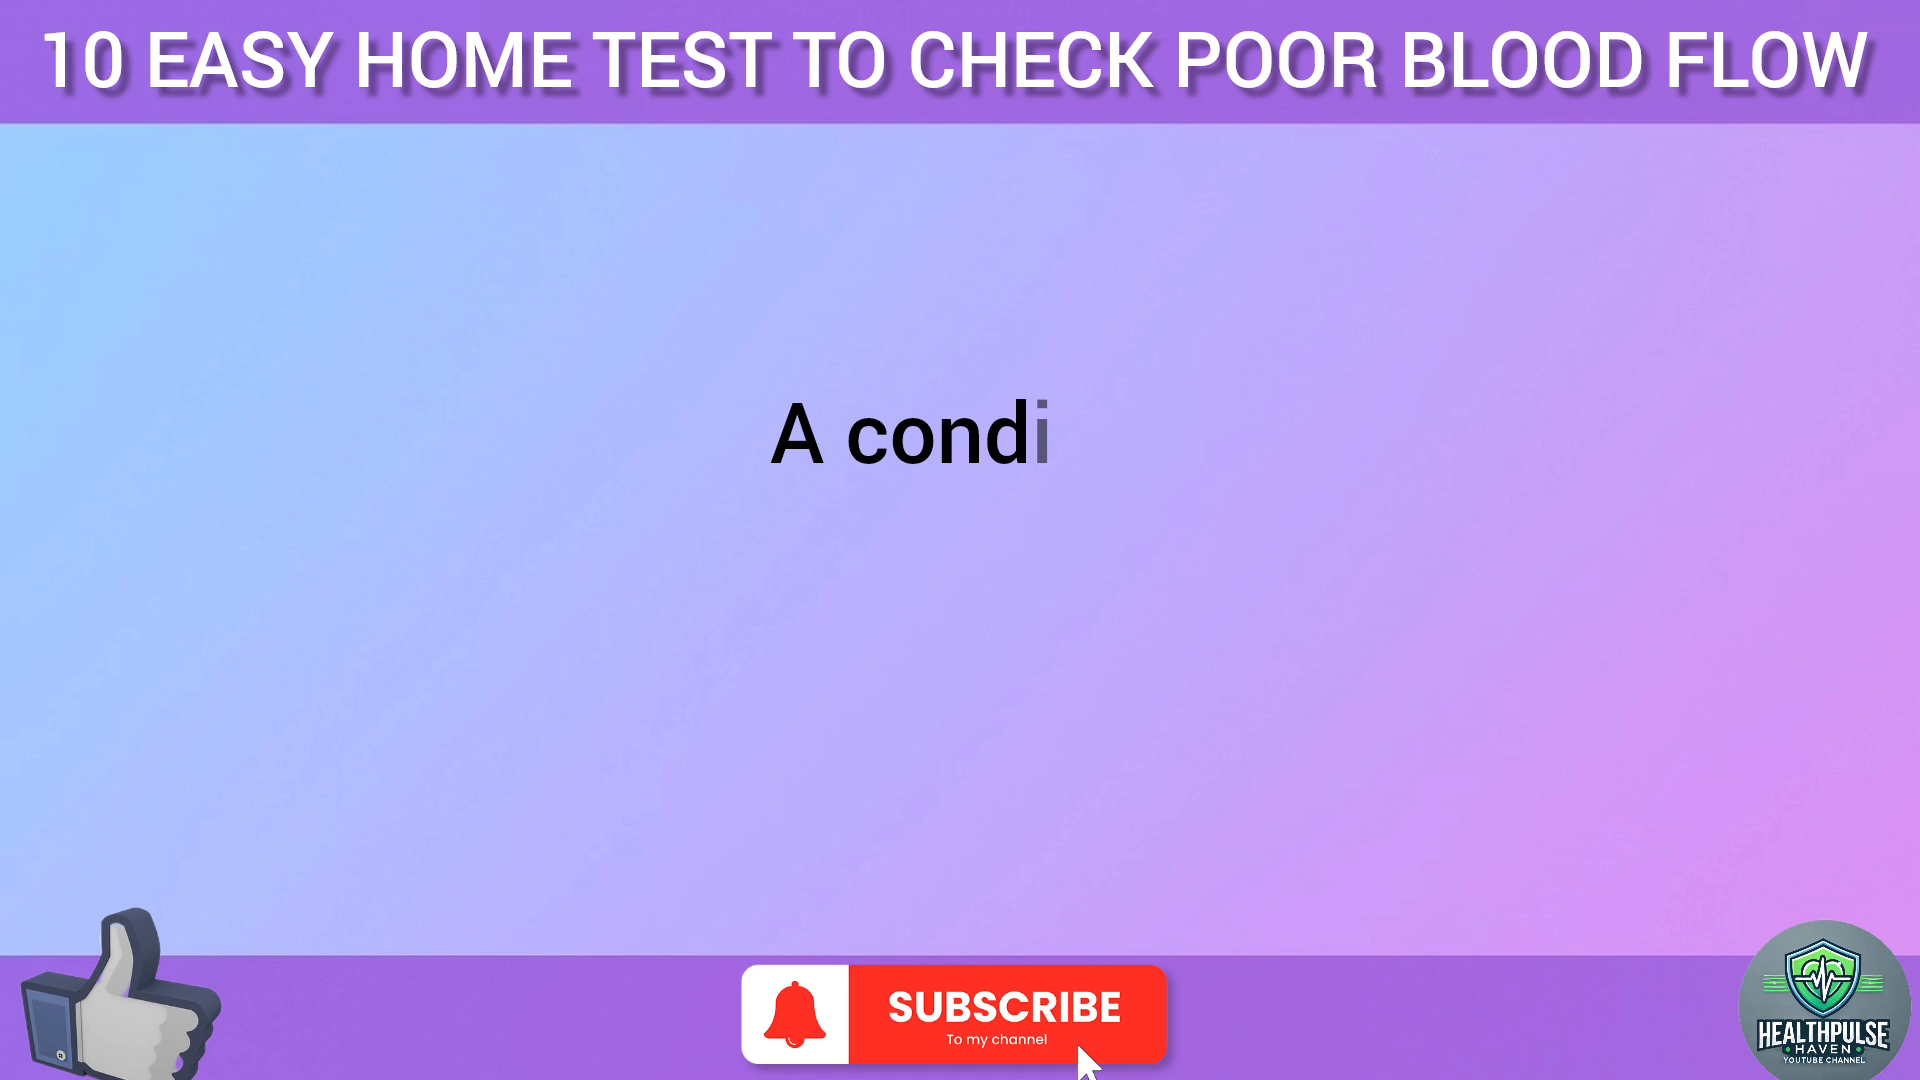 10 EASY HOME TEST TO CHECK POOR BLOOD FLOW
A condi
SUBSCRIBE
To my channel
HEALTHPULSE
HAVEN
YOUTUBE CHANNEL